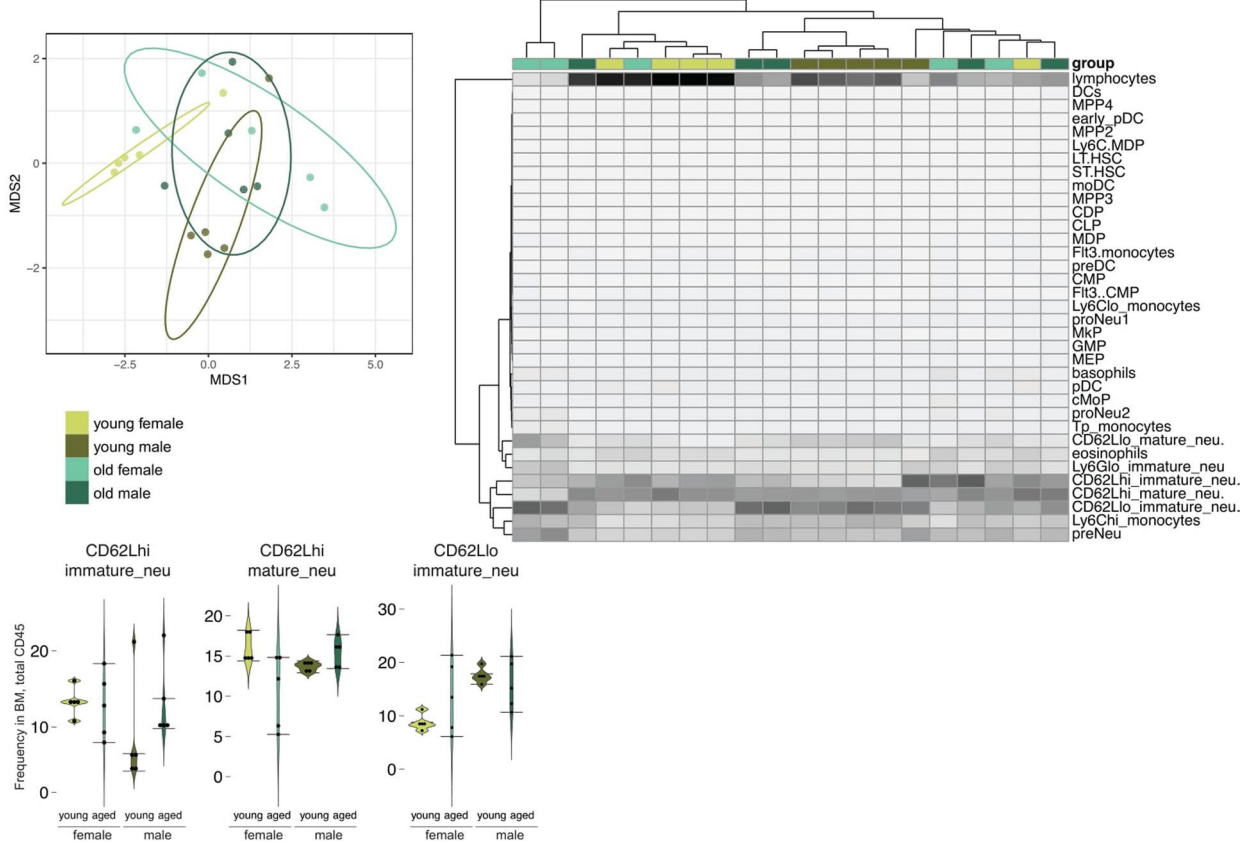 2
0
−2
MDS2
−2.5
0.0
2.5
5.0
MDS1
young female
young male
old female
old male
group
lymphocytes
DCs
MPP4
early_pDC
MPP2
Ly6C.MDP
LT.HSC
ST.HSC
moDC
MPP3
CDP
CLP
MDP
Flt3.monocytes
preDC
CMP
Flt3..CMP
Ly6Clo_monocytes
proNeu1
MkP
GMP
MEP
basophils
pDC
cMoP
proNeu2
Tp_monocytes
CD62Llo_mature_neu.
eosinophils
Ly6Glo_immature_neu
CD62Lhi_immature_neu.
CD62Lhi_mature_neu.
CD62Llo_immature_neu.
Ly6Chi_monocytes
preNeu
CD62Lhi
immature_neu
CD62Lhi
mature_neu
CD62Llo
immature_neu
Frequency in BM, total CD45
20
10
0
20
15
10
5
0
30
20
10
0
young aged young aged
female male
young aged young aged
female male
young aged young aged
female male